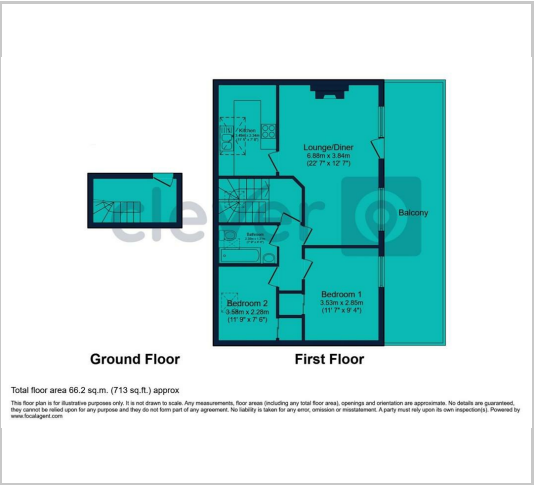 Kitchen
Lounge/Diner
6.88m x 3.84m
(22' 7" x 12' 7")
clever
Balcony
Bathroom
Bedroom 1
3.53m x 2.85m
(11' 7" x 9' 4")
Bedroom 2
3.58m x 2.28m
(11' 9" x 7' 6")
Ground Floor
First Floor
Total floor area 66.2 sq.m. (713 sq.ft.) approx
This floor plan is for illustrative purposes only. It is not drawn to scale. Any measurements, floor areas (including any total floor area), openings and orientation are approximate. No details are guaranteed,
they cannot be relied upon for any purpose and they do not form part of any agreement. No liability is taken for any error, omission or misstatement. A party must rely upon its own inspection(s). Powered by
www.focalagent.com